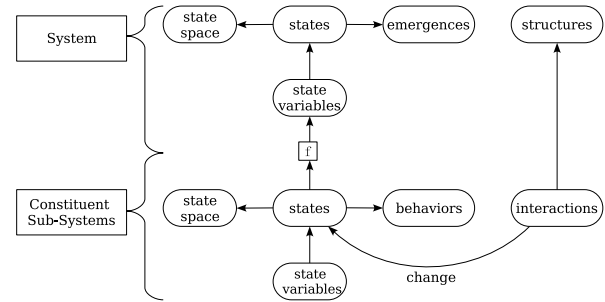 System
state
space
states
emergences
structures
state
variables
f
Constituent
Sub-Systems
state
space
states
behaviors
interactions
change
state
variables